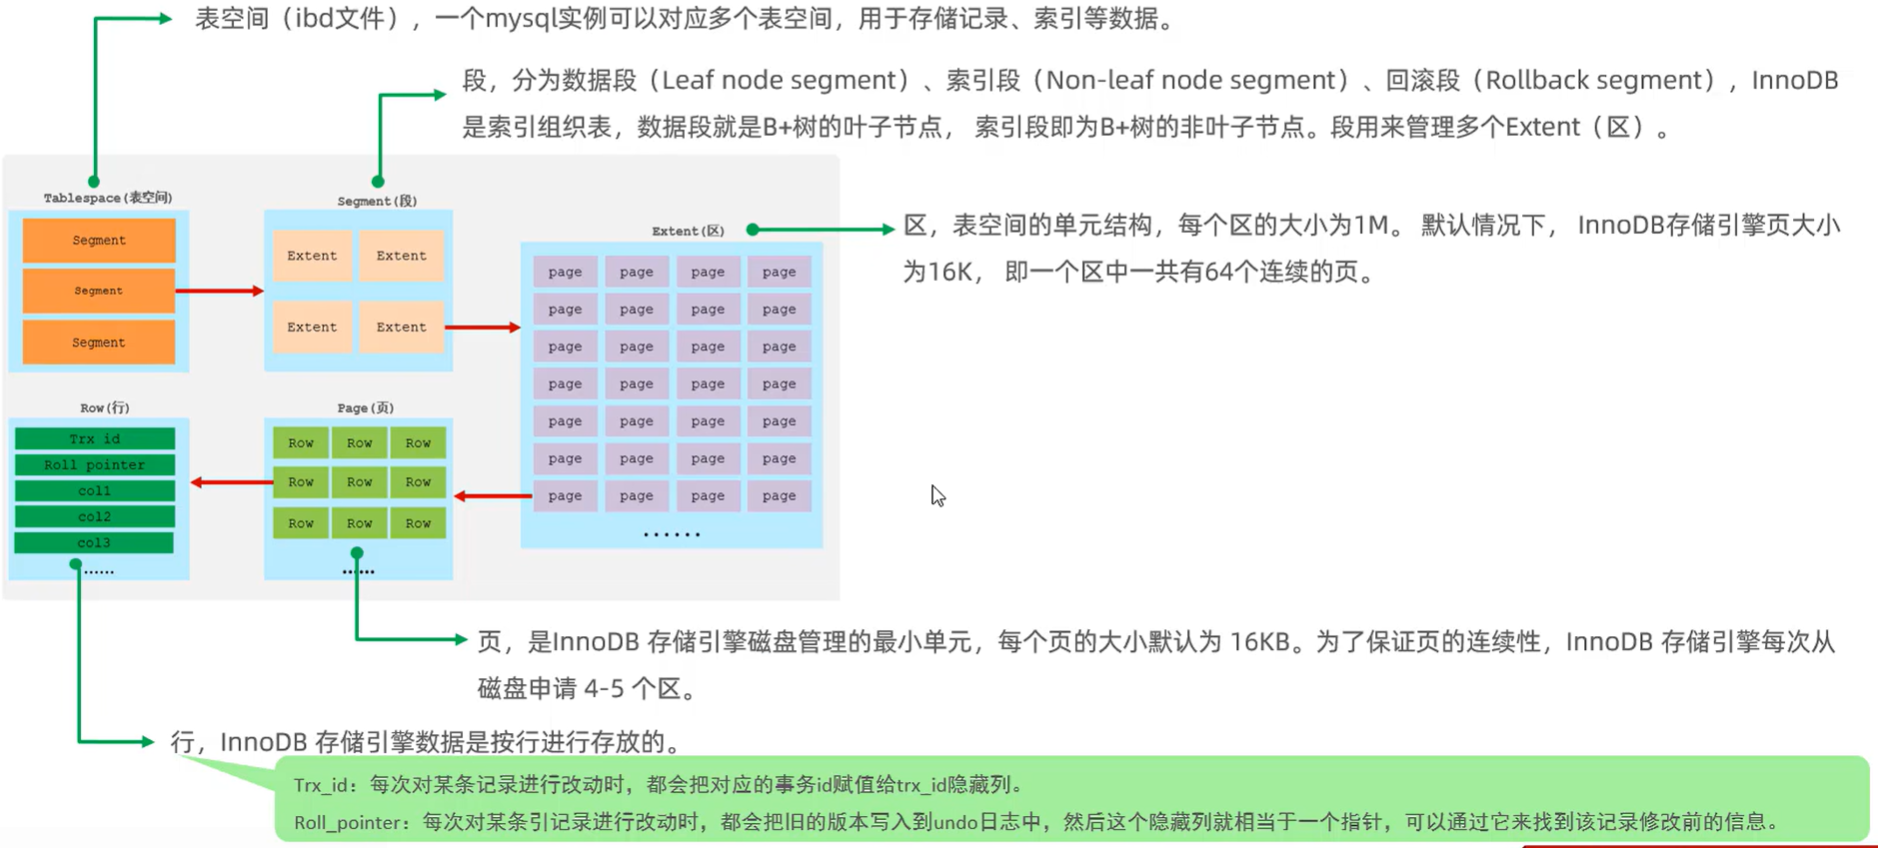 表空间（ibd文件），一个mysql实例可以对应多个表空间，用于存储记录、索引等数据。
段，分为数据段（Leaf node segment）、索引段（Non-leaf node segment）、回滚段（Rollback segment），InnoDB
是索引组织表，数据段就是B+树的叶子节点， 索引段即为B+树的非叶子节点。段用来管理多个Extent（区）。
Tablespace(表空间)
Segment
Segment
Segment
Segment(段)
Extent Extent
Extent Extent
Extent(区)
page page page page
page page page page
page page page page
page page page page
page page page page
page page page page
page page page page
......
区，表空间的单元结构，每个区的大小为1M。 默认情况下， InnoDB存储引擎页大小
为16K， 即一个区中一共有64个连续的页。
Row(行)
Trx id
Roll pointer
col1
col2
col3
......
Page(页)
Row Row Row
Row Row Row
Row Row Row
......
页，是InnoDB 存储引擎磁盘管理的最小单元，每个页的大小默认为 16KB。为了保证页的连续性，InnoDB 存储引擎每次从
磁盘申请 4-5 个区。
行，InnoDB 存储引擎数据是按行进行存放的。
Trx_id：每次对某条记录进行改动时，都会把对应的事务id赋值给trx_id隐藏列。
Roll_pointer：每次对某条引记录进行改动时，都会把旧的版本写入到undo日志中，然后这个隐藏列就相当于一个指针，可以通过它来找到该记录修改前的信息。